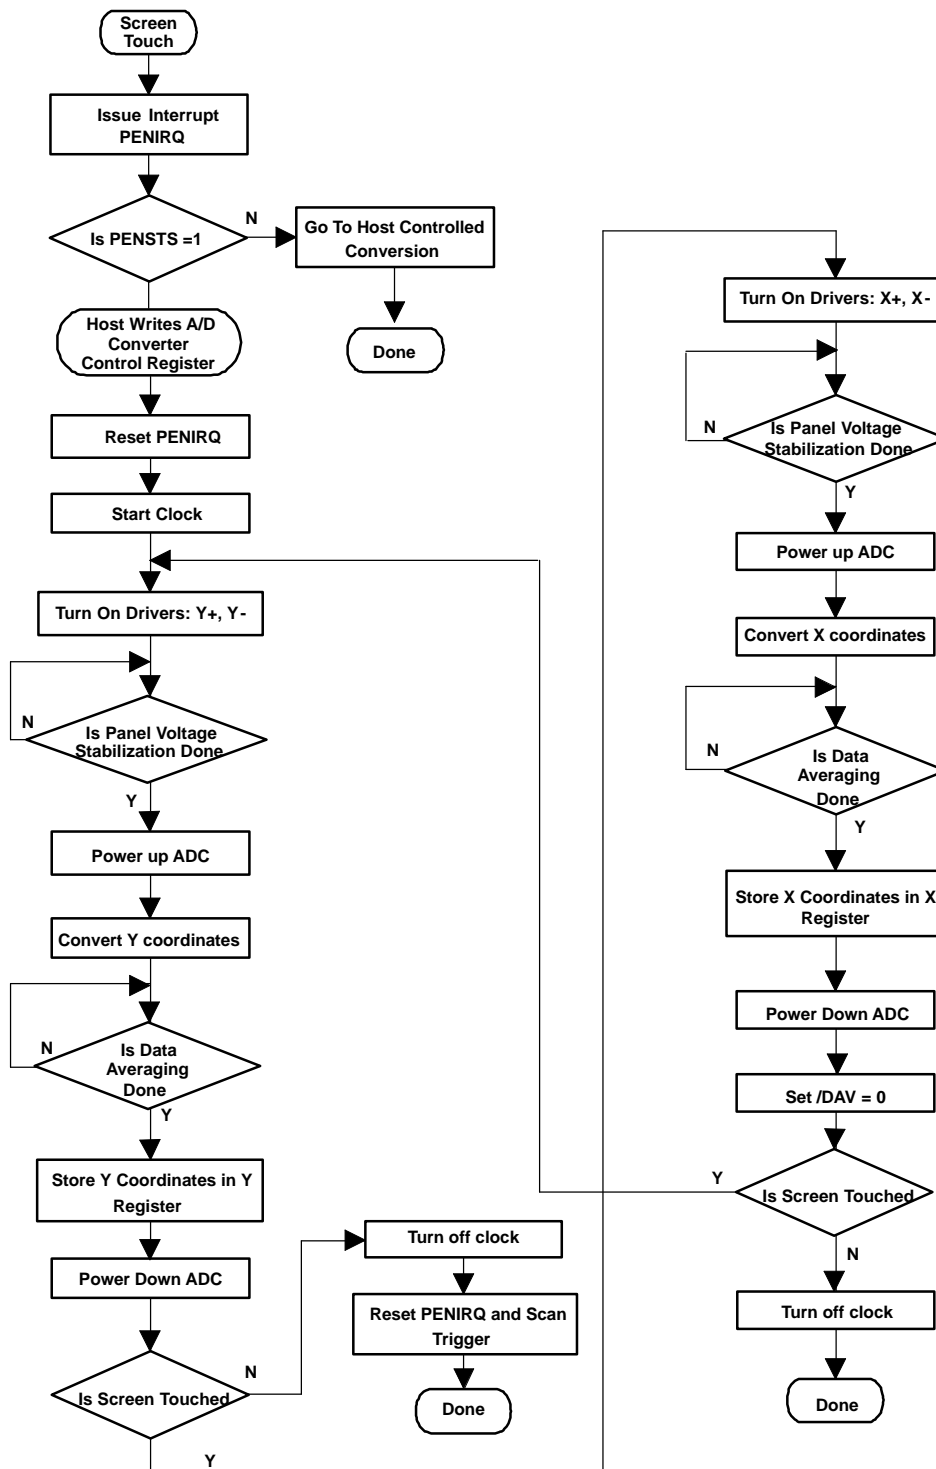 Screen
Touch
Issue Interrupt
PENIRQ
Is PENSTS =1
N
Go To Host Controlled
Conversion
Done
Host Writes A/D
Converter
Control Register
Reset PENIRQ
Start Clock
Turn On Drivers: Y+, Y-
N
Is Panel Voltage
Stabilization Done
Y
Power up ADC
Convert Y coordinates
N
Is Data
Averaging
Done
Y
Store Y Coordinates in Y
Register
Power Down ADC
Is Screen Touched
N
Y
Turn off clock
Reset PENIRQ and Scan
Trigger
Done
Turn On Drivers: X+, X-
N
Is Panel Voltage
Stabilization Done
Y
Power up ADC
Convert X coordinates
N
Is Data
Averaging
Done
Y
Store X Coordinates in X
Register
Power Down ADC
Set /DAV = 0
Y
Is Screen Touched
N
Turn off clock
Done